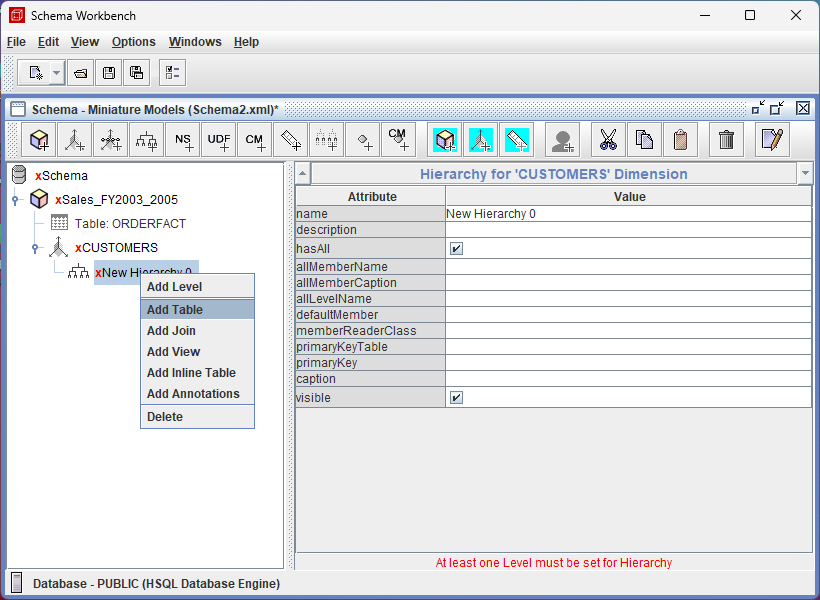 Schema Workbench
File Edit View Options Windows Help
Schema - Miniature Models (Schema2.xml)*
NS UDF CM CM
xSchema
xSales_FY2003_2005
Table: ORDERFACT
xCUSTOMERS
xNew Hierarchy 0
Add Level
Add Table
Add Join
Add View
Add Inline Table
Add Annotations
Delete
Hierarchy for 'CUSTOMERS' Dimension
Attribute Value
name New Hierarchy 0
description
hasAll
allMemberName
allMemberCaption
allLevelName
defaultMember
memberReaderClass
primaryKeyTable
primaryKey
caption
visible
At least one Level must be set for Hierarchy
Database - PUBLIC (HSQL Database Engine)